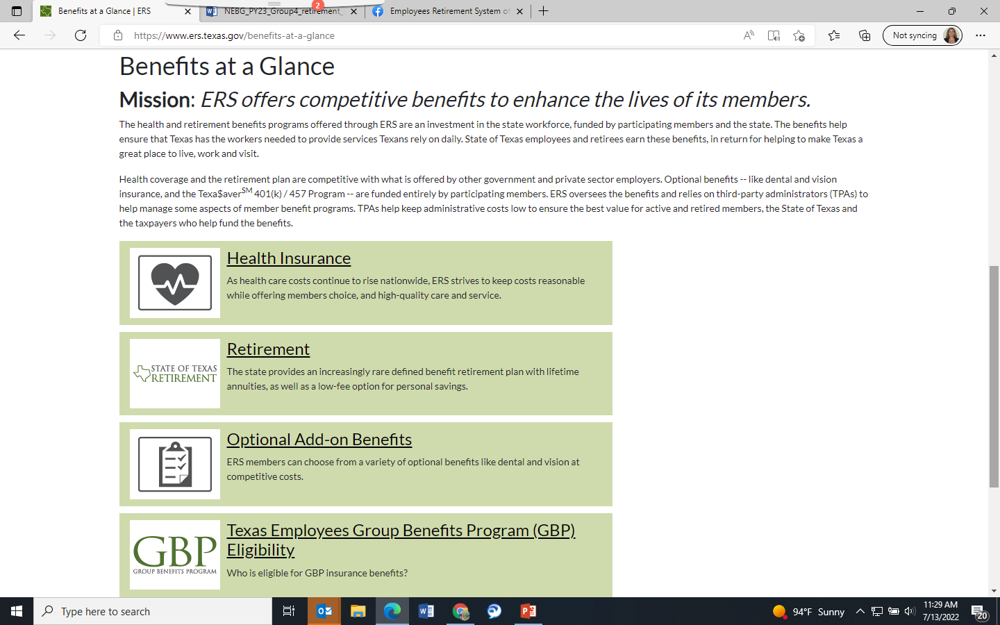 Benefits at a Glance | ERS
NEBG_PY23_Group4_retirement_
2
Employees Retirement System of
https://www.ers.texas.gov/benefits-at-a-glance
Not syncing
Benefits at a Glance
Mission: ERS offers competitive benefits to enhance the lives of its members.
The health and retirement benefits programs offered through ERS are an investment in the state workforce, funded by participating members and the state. The benefits help
ensure that Texas has the workers needed to provide services Texans rely on daily. State of Texas employees and retirees earn these benefits, in return for helping to make Texas a
great place to live, work and visit.
Health coverage and the retirement plan are competitive with what is offered by other government and private sector employers. Optional benefits -- like dental and vision
insurance, and the Texa$aver℠ 401(k) / 457 Program -- are funded entirely by participating members. ERS oversees the benefits and relies on third-party administrators (TPAs) to
help manage some aspects of member benefit programs. TPAs help keep administrative costs low to ensure the best value for active and retired members, the State of Texas and
the taxpayers who help fund the benefits.
Health Insurance
As health care costs continue to rise nationwide, ERS strives to keep costs reasonable
while offering members choice, and high-quality care and service.
STATE OF TEXAS
RETIREMENT
Retirement
The state provides an increasingly rare defined benefit retirement plan with lifetime
annuities, as well as a low-fee option for personal savings.
Optional Add-on Benefits
ERS members can choose from a variety of optional benefits like dental and vision at
competitive costs.
GBP
GROUP BENEFITS PROGRAM
Texas Employees Group Benefits Program (GBP)
Eligibility
Who is eligible for GBP insurance benefits?
Type here to search
94°F Sunny
11:29 AM
7/13/2022
20